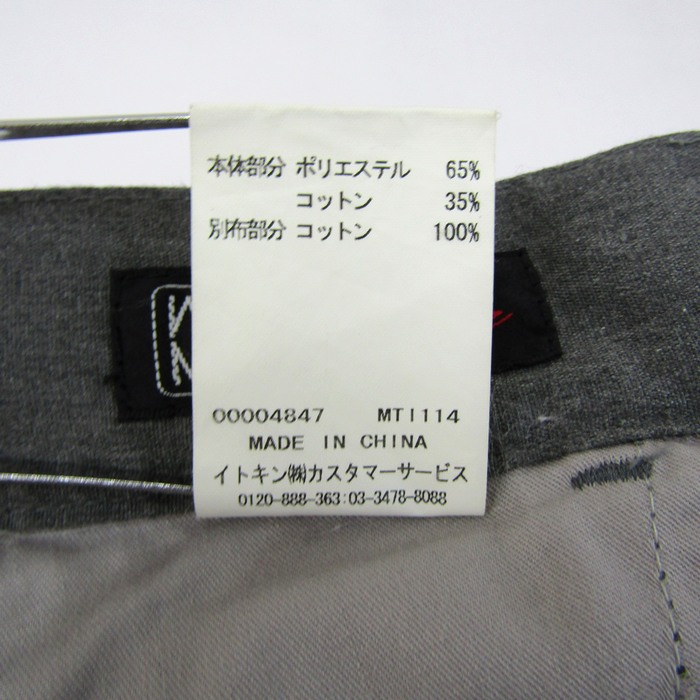 本体部分 ポリエステル 65%
コットン 35%
別布部分 コットン 100%
00004847 MT1114
MADE IN CHINA
イトキン㈱カスタマーサービス
0120-888-363:03-3478-8088